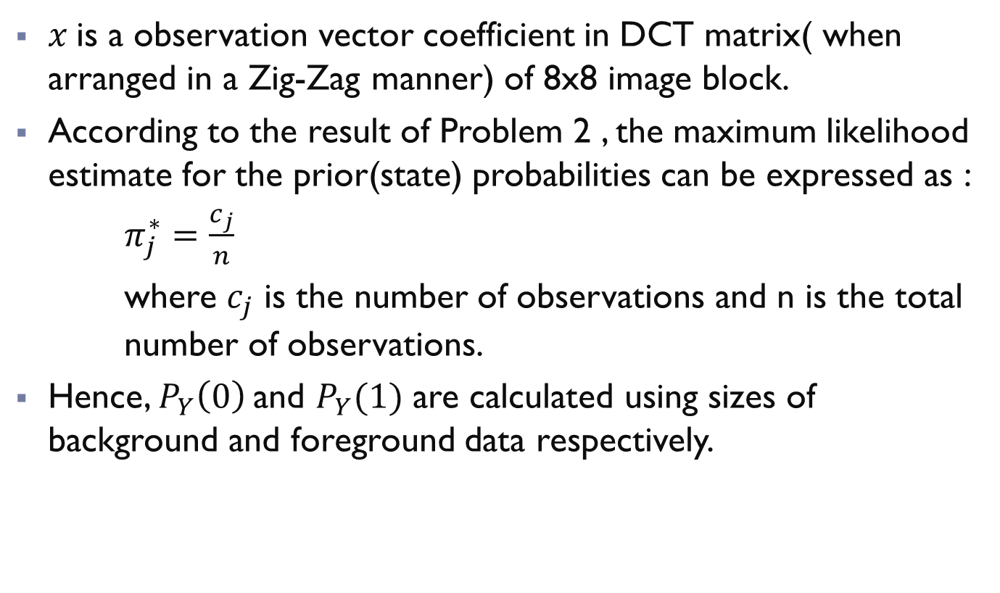 ▪ 𝑥 is a observation vector coefficient in DCT matrix( when
arranged in a Zig-Zag manner) of 8x8 image block.
▪ According to the result of Problem 2 , the maximum likelihood
estimate for the prior(state) probabilities can be expressed as :
π_j^* = c_j / n
where c_j is the number of observations and n is the total
number of observations.
▪ Hence, P_Y(0) and P_Y(1) are calculated using sizes of
background and foreground data respectively.